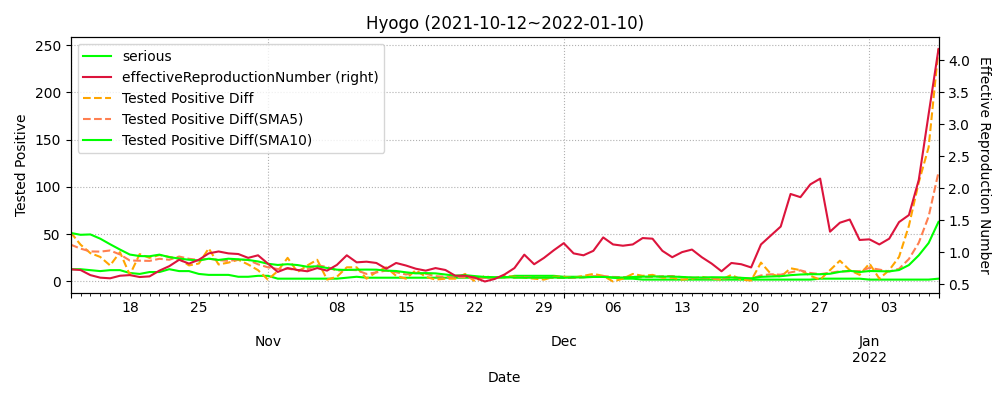 Hyogo (2021-10-12~2022-01-10)
serious
effectiveReproductionNumber (right)
Tested Positive Diff
Tested Positive Diff(SMA5)
Tested Positive Diff(SMA10)
Tested Positive
250
200
150
100
50
0
4.0
3.5
3.0
2.5
2.0
1.5
1.0
0.5
Effective Reproduction Number
18 25 08 15 22 29 06 13 20 27 03
Nov Dec Jan
2022
Date